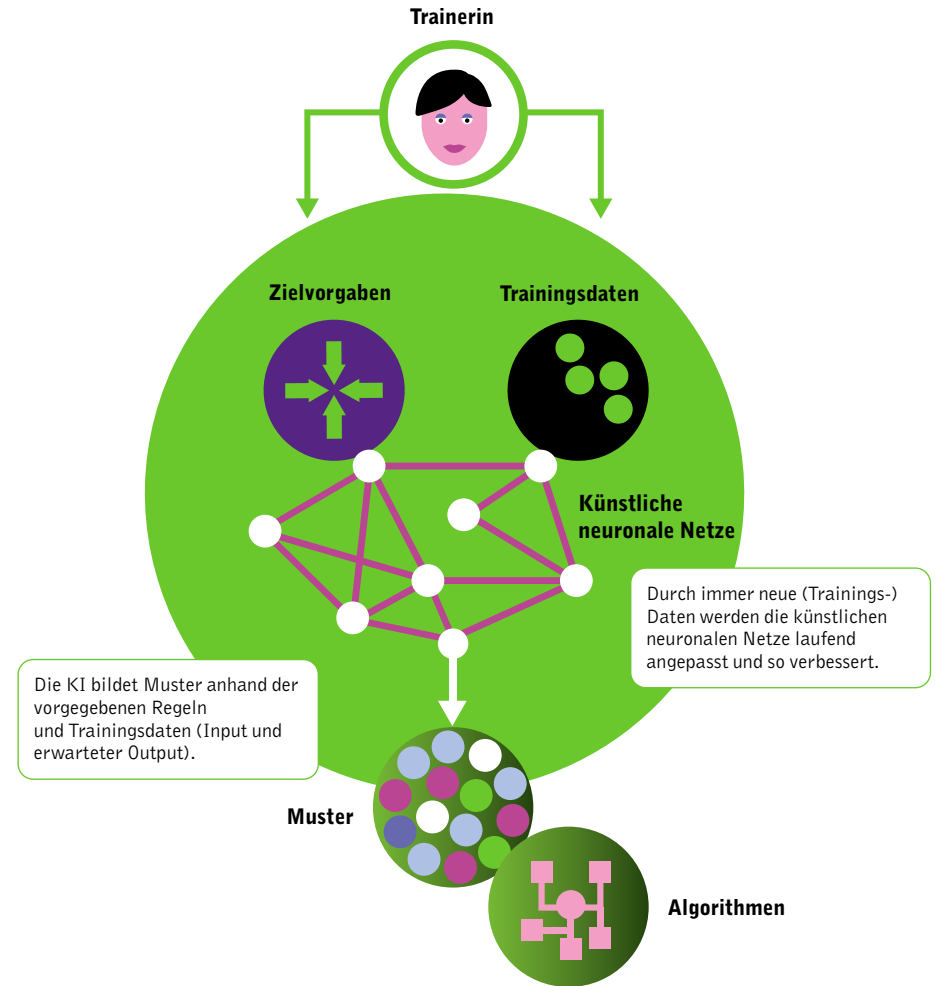 Trainerin
Zielvorgaben
Trainingsdaten
Künstliche
neuronale Netze
Durch immer neue (Trainings-)
Daten werden die künstlichen
neuronalen Netze laufend
angepasst und so verbessert.
Die KI bildet Muster anhand der
vorgegebenen Regeln
und Trainingsdaten (Input und
erwarteter Output).
Muster
Algorithmen